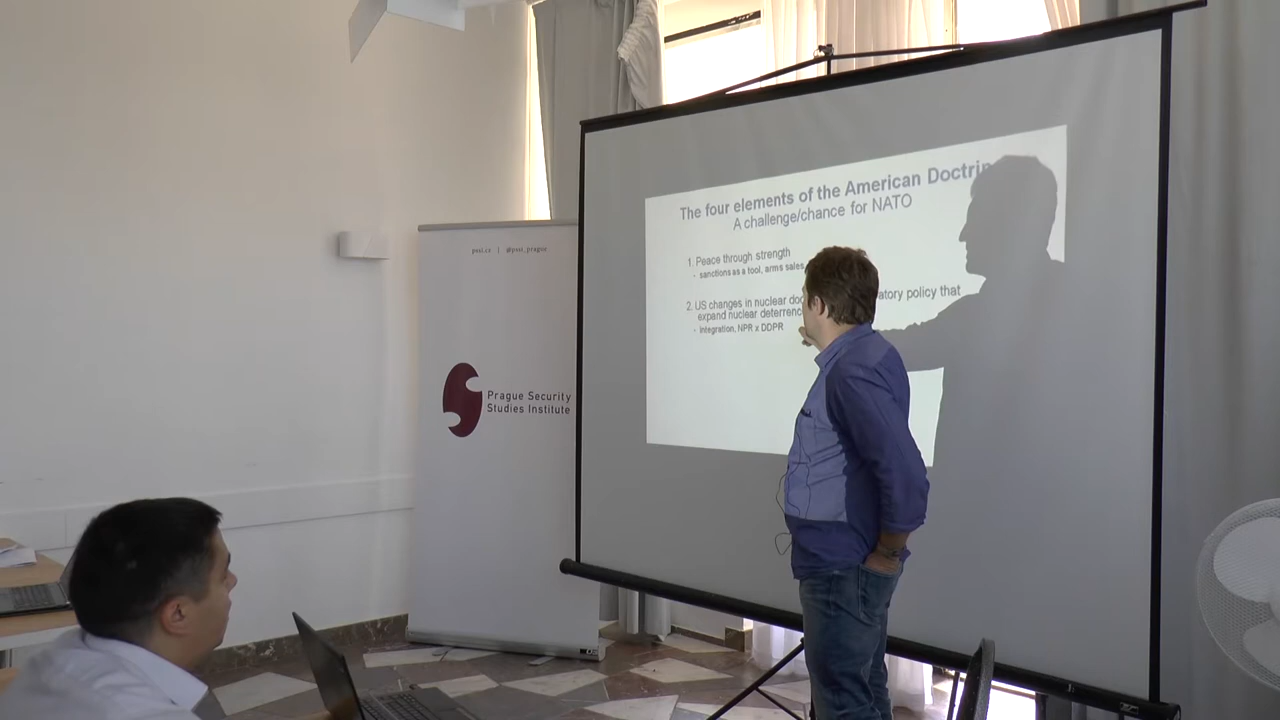 pssi.cz | @pssi_prague
Prague Security
Studies Institute
The four elements of the American Doctrin
A challenge/chance for NATO
1. Peace through strength
- sanctions as a tool, arms sales
2. US changes in nuclear doc atory policy that
expand nuclear deterrenc
- Integration, NPR x DDPR